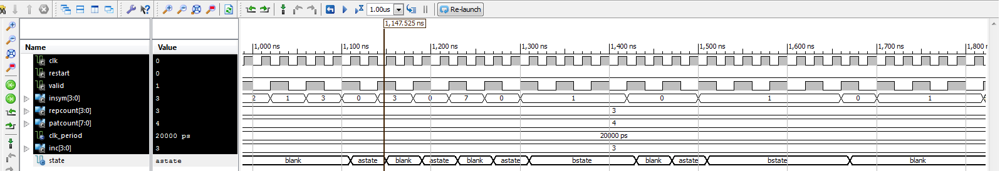 1.00us Re-launch
1,147.525 ns
Name Value
1,000 ns 1,100 ns 1,200 ns 1,300 ns 1,400 ns 1,500 ns 1,600 ns 1,700 ns 1,800
clk 0
restart 0
valid 1
insym[3:0] 3 2 1 3 0 3 0 7 0 1 0 1 0 1
repcount[3:0] 3 3
patcount[7:0] 4 4
clk_period 20000 ps 20000 ps
inc[3:0] 3 3
state astate blank astate blank astate blank astate bstate blank astate bstate blank